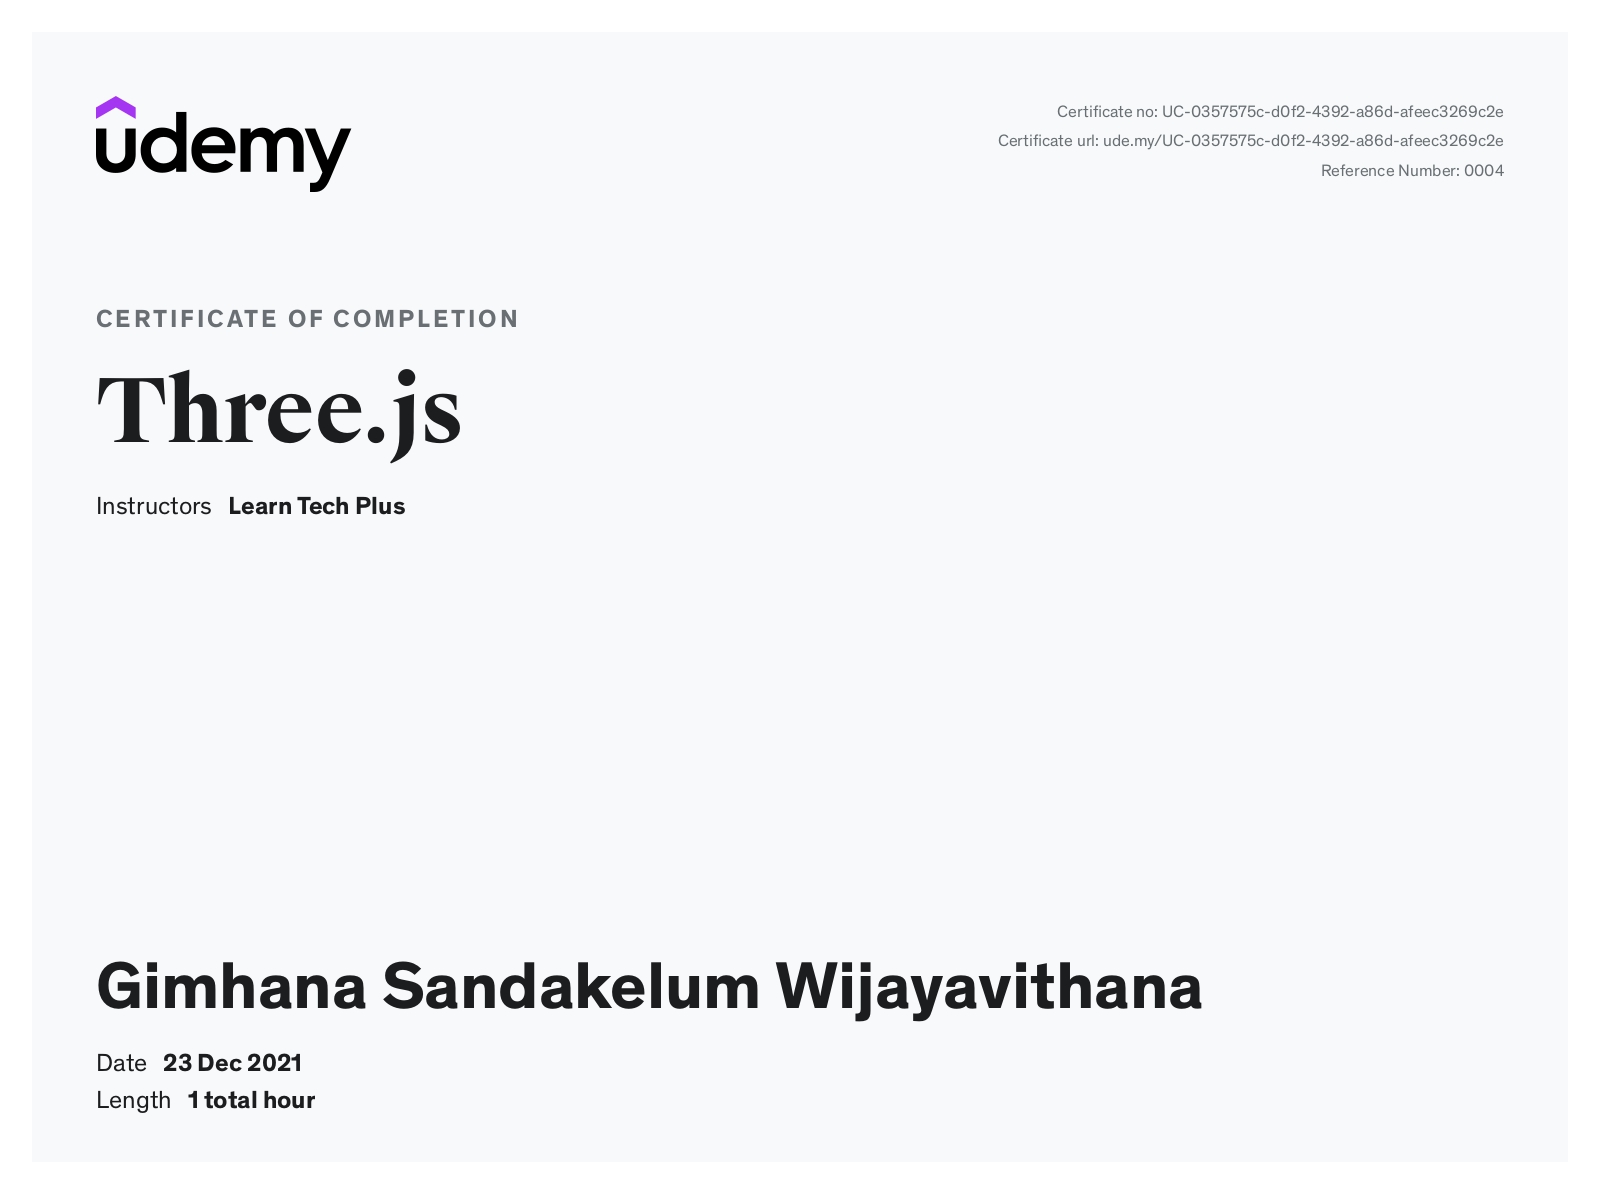 udemy
Certificate no: UC-0357575c-d0f2-4392-a86d-afeec3269c2e
Certificate url: ude.my/UC-0357575c-d0f2-4392-a86d-afeec3269c2e
Reference Number: 0004
CERTIFICATE OF COMPLETION
Three.js
Instructors Learn Tech Plus
Gimhana Sandakelum Wijayavithana
Date 23 Dec 2021
Length 1 total hour